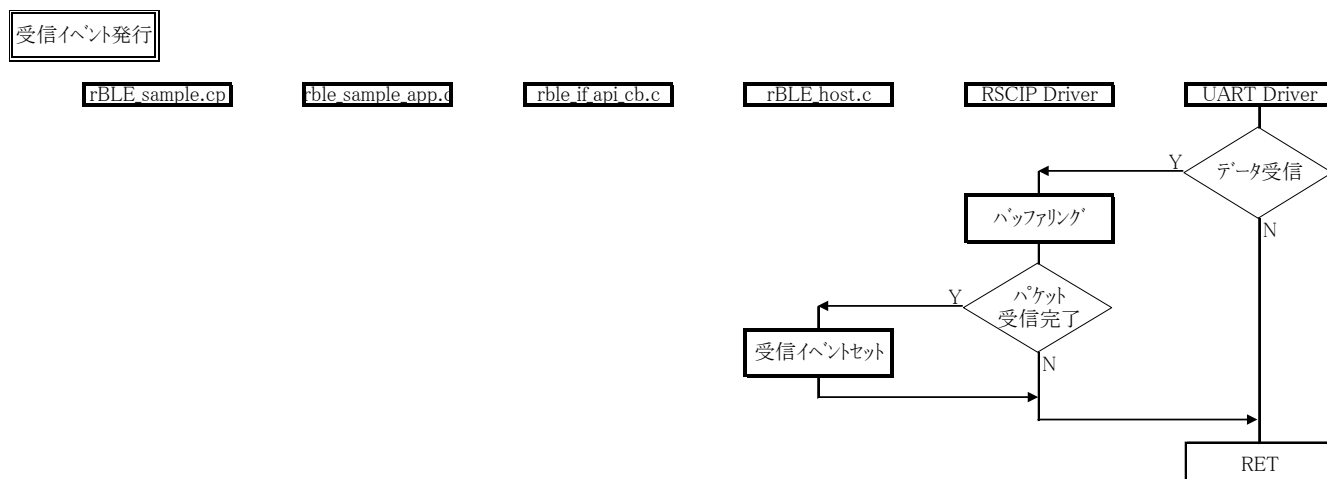 受信イベント発行
rBLE_sample.cp
rble_sample_app.c
rble_if_api_cb.c
rBLE_host.c
RSCIP Driver
UART Driver
Y
データ受信
バッファリング
N
Y
パケット
受信完了
受信イベントセット
N
RET